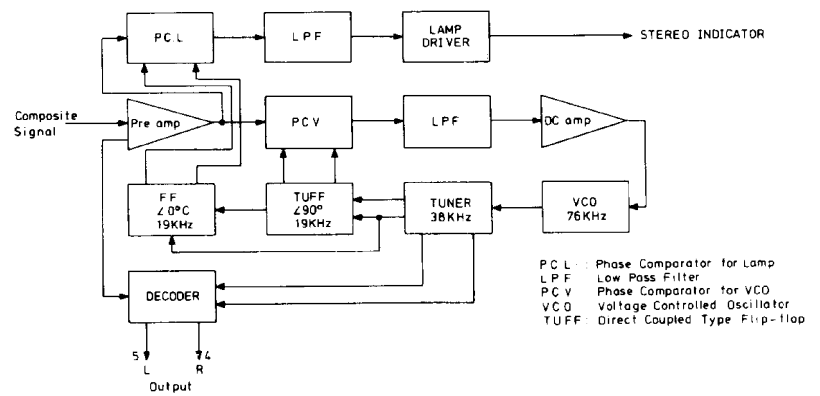 PC.L
LPF
LAMP
DRIVER
STEREO INDICATOR
Composite
Signal
Pre amp
PCV
LPF
DC amp
FF
∠0°C
19KHz
TUFF
∠90°
19KHz
TUNER
38KHz
VCO
76KHz
DECODER
5
L
4
R
Output
PCL : Phase Comparator for Lamp
LPF Low Pass Filter
PCV Phase Comparator for VCO
VCO Voltage Controlled Oscillator
TUFF : Direct Coupled Type Flip-flop